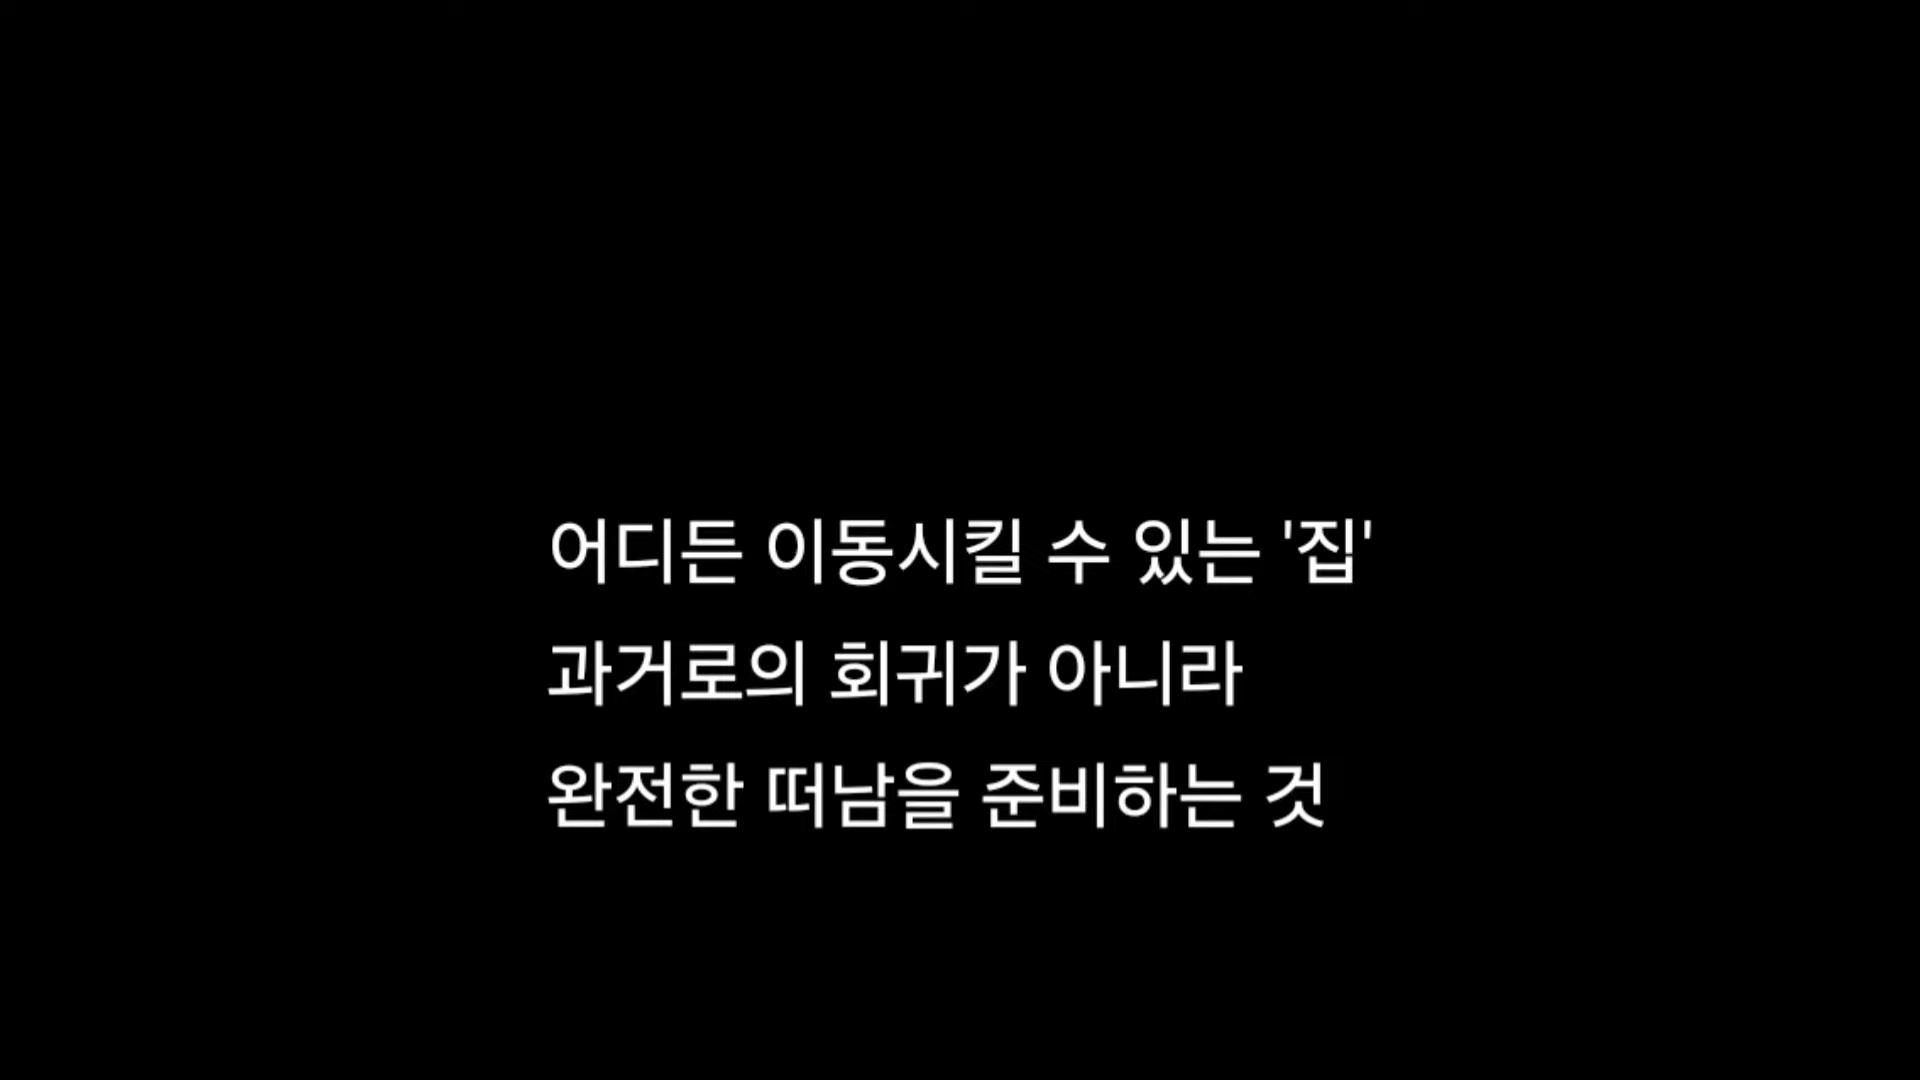 어디든 이동시킬 수 있는 '집'
과거로의 회귀가 아니라
완전한 떠남을 준비하는 것